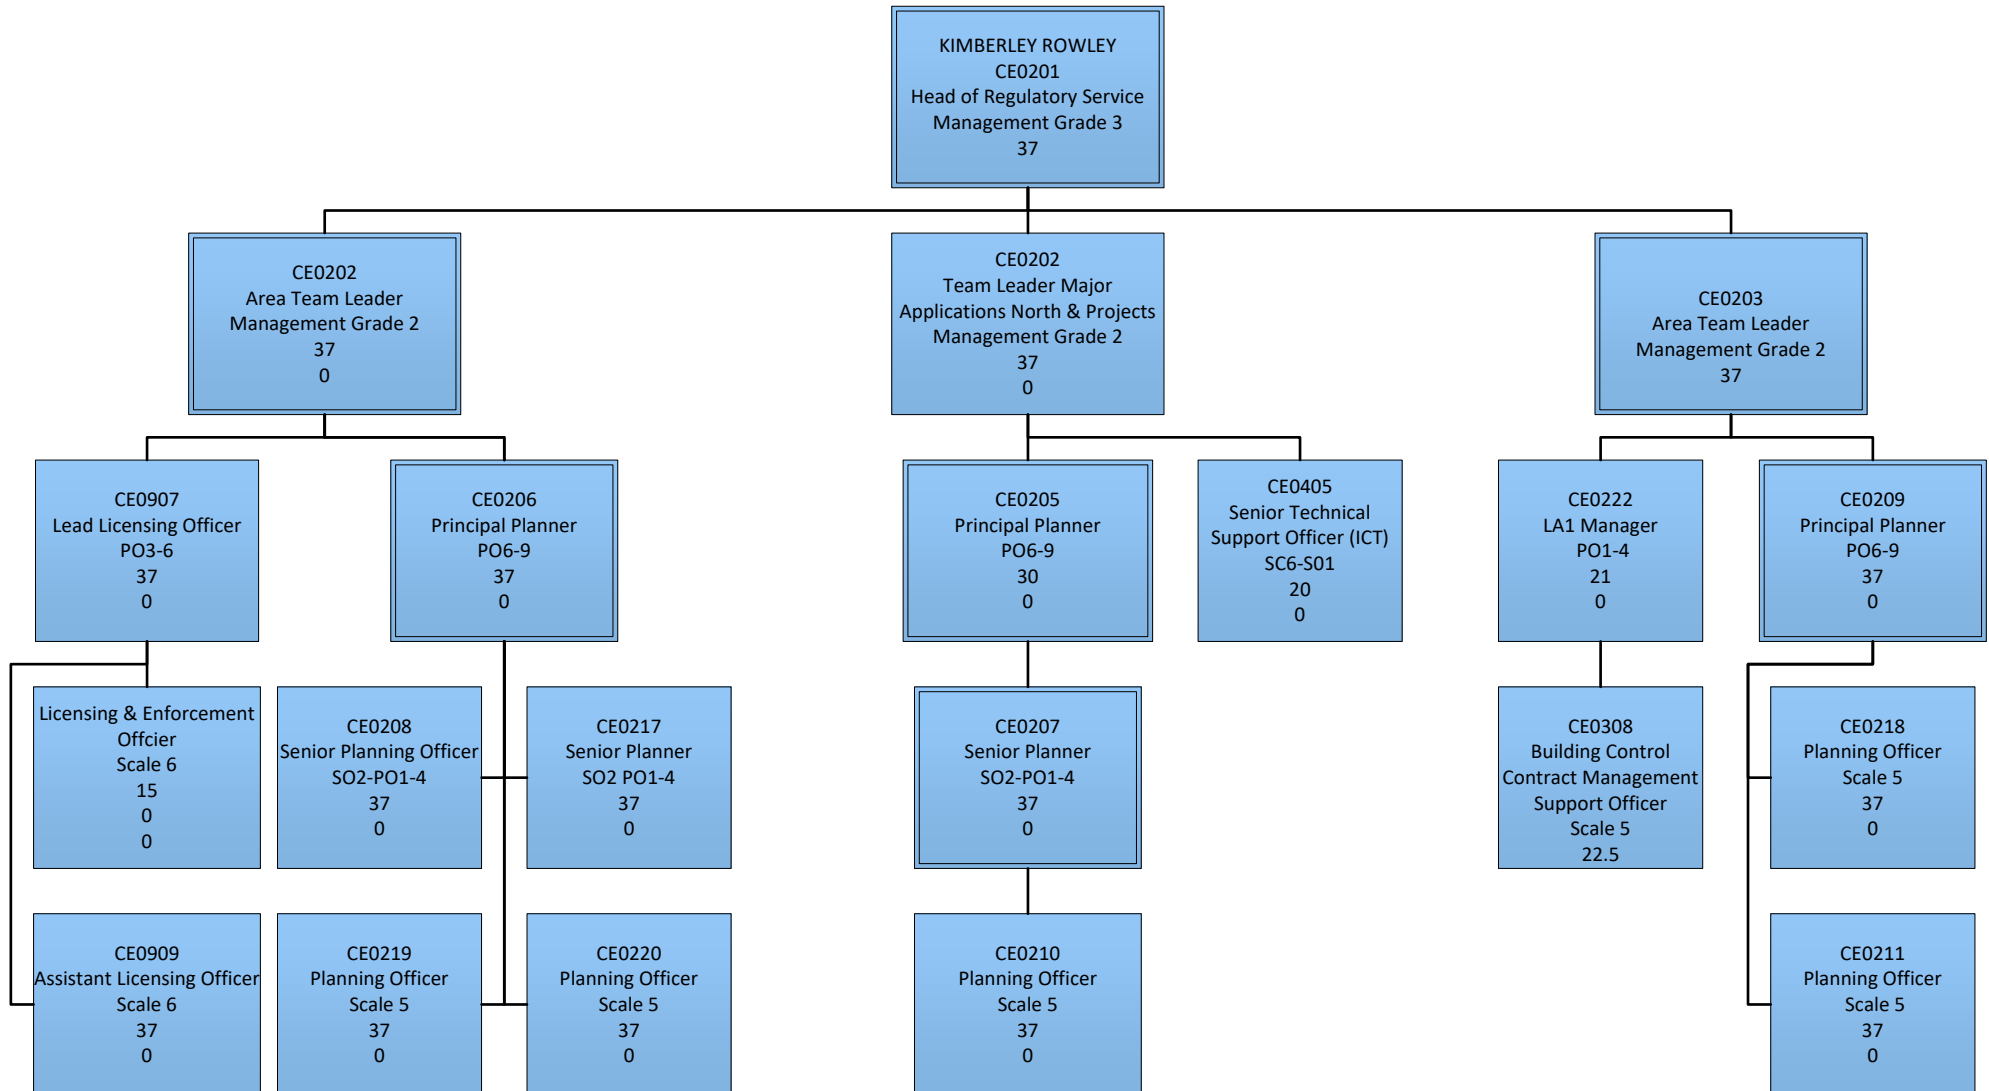 KIMBERLEY ROWLEY
CE0201
Head of Regulatory Service
Management Grade 3
37
CE0202
Area Team Leader
Management Grade 2
37
0
CE0202
Team Leader Major
Applications North & Projects
Management Grade 2
37
0
CE0203
Area Team Leader
Management Grade 2
37
CE0907
Lead Licensing Officer
PO3-6
37
0
CE0206
Principal Planner
PO6-9
37
0
CE0205
Principal Planner
PO6-9
30
0
CE0405
Senior Technical
Support Officer (ICT)
SC6-S01
20
0
CE0222
LA1 Manager
PO1-4
21
0
CE0209
Principal Planner
PO6-9
37
0
Licensing & Enforcement
Offcier
Scale 6
15
0
0
CE0208
Senior Planning Officer
SO2-PO1-4
37
0
CE0217
Senior Planner
SO2 PO1-4
37
0
CE0207
Senior Planner
SO2-PO1-4
37
0
CE0308
Building Control
Contract Management
Support Officer
Scale 5
22.5
CE0218
Planning Officer
Scale 5
37
0
CE0909
Assistant Licensing Officer
Scale 6
37
0
CE0219
Planning Officer
Scale 5
37
0
CE0220
Planning Officer
Scale 5
37
0
CE0210
Planning Officer
Scale 5
37
0
CE0211
Planning Officer
Scale 5
37
0